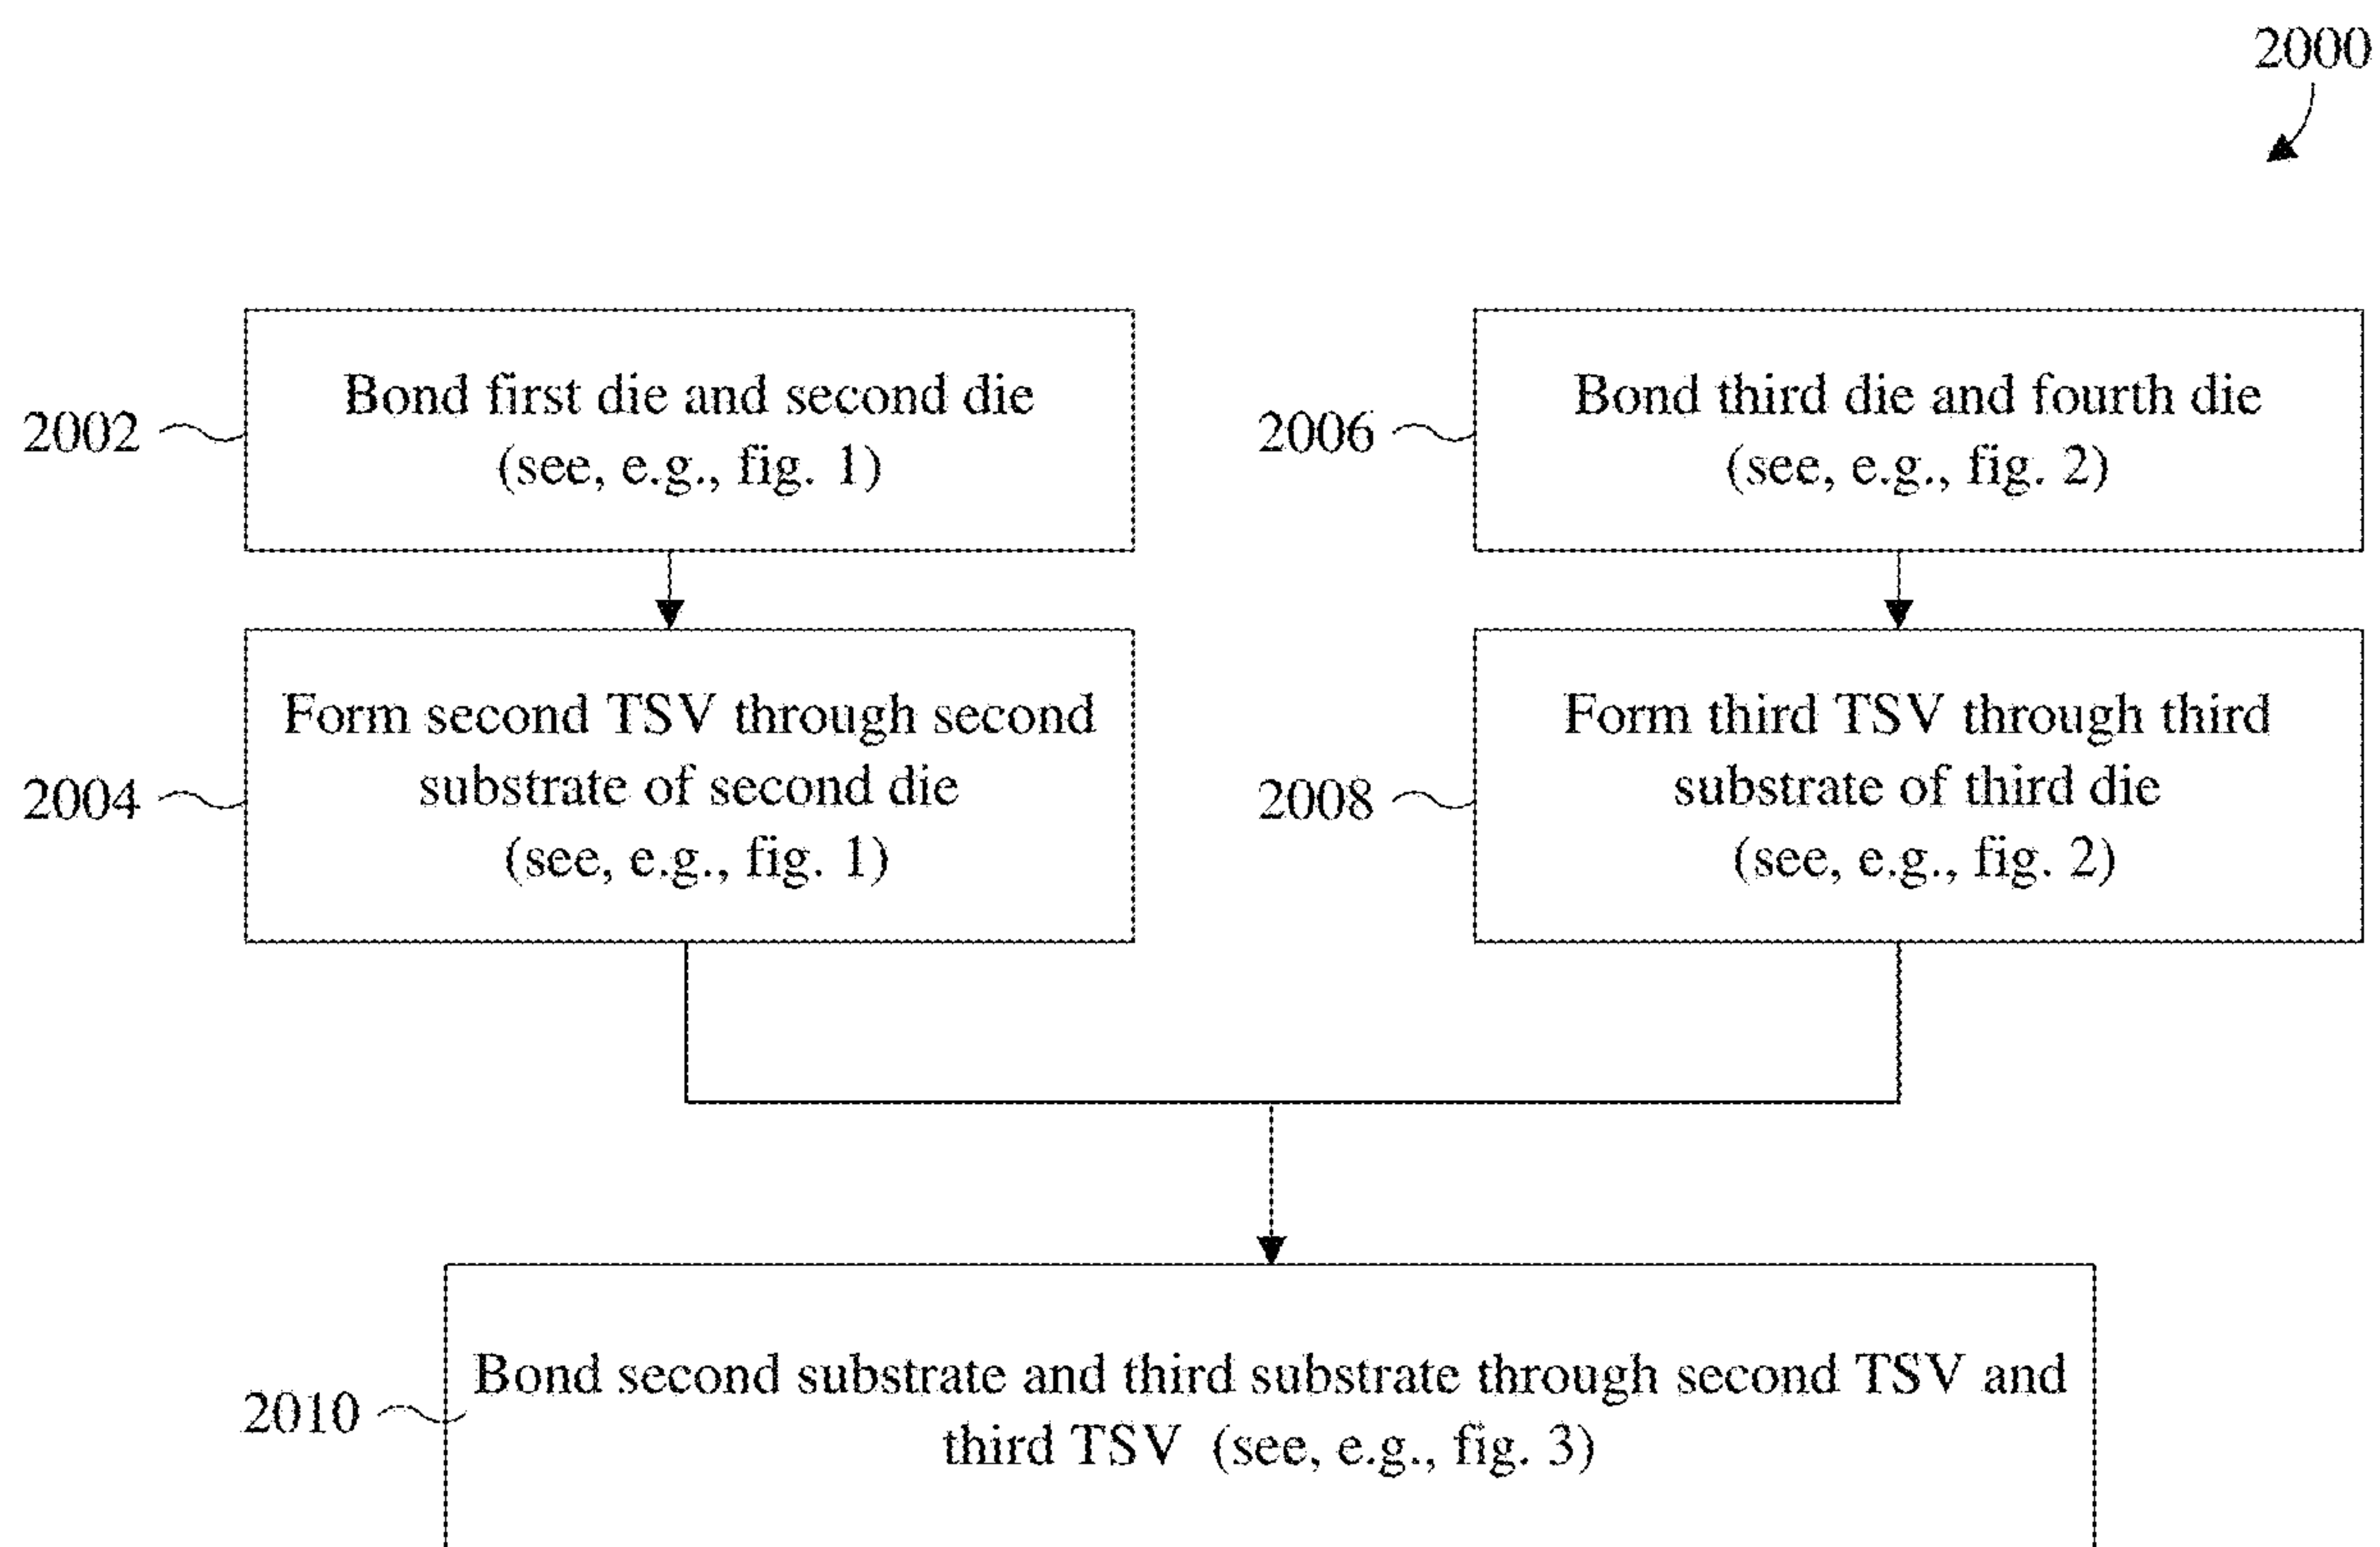 2000
2002
Bond first die and second die
(see, e.g., fig. 1)
2006
Bond third die and fourth die
(see, e.g., fig. 2)
2004
Form second TSV through second
substrate of second die
(see, e.g., fig. 1)
2008
Form third TSV through third
substrate of third die
(see, e.g., fig. 2)
2010
Bond second substrate and third substrate through second TSV and
third TSV (see, e.g., fig. 3)